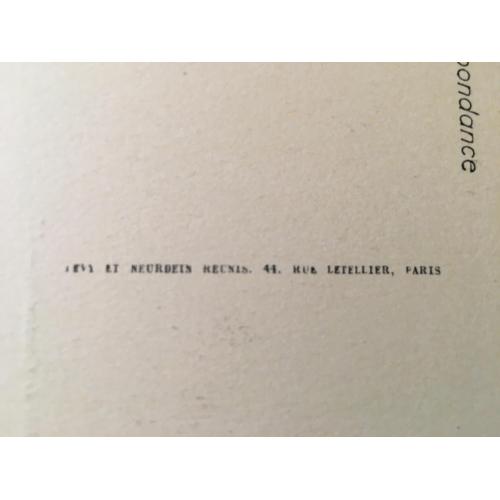 LEVY ET NEURDEIN REUNIS. 44, RUE LETELLIER, PARIS
pondance